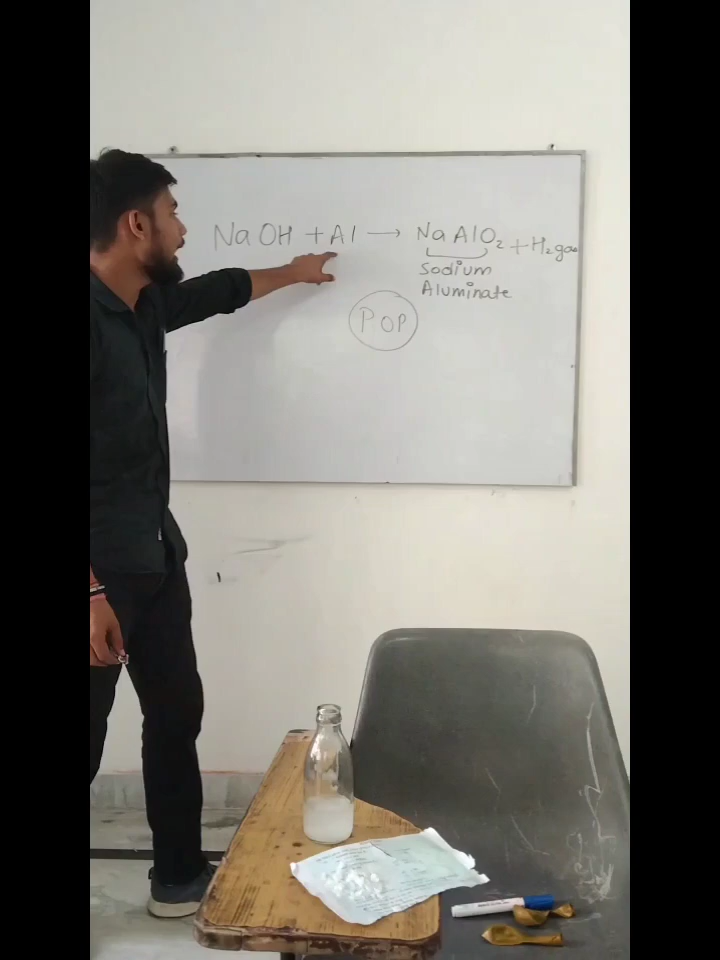 NaOH + Al → NaAlO₂ + H₂ gas
Sodium
Aluminate
POP